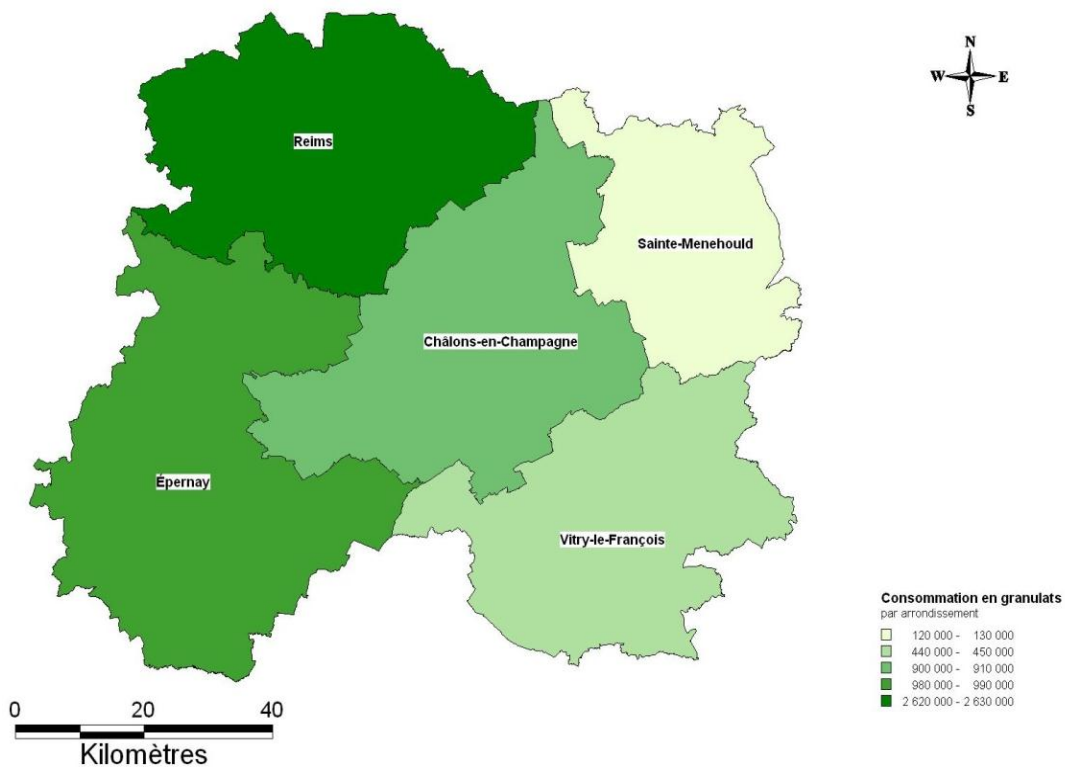 N
W E
S
Reims
Sainte-Menehould
Châlons-en-Champagne
Épernay
Vitry-le-François
Consommation en granulats
par arrondissement
120 000 - 130 000
440 000 - 450 000
900 000 - 910 000
980 000 - 990 000
2 620 000 - 2 630 000
0 20 40
Kilomètres